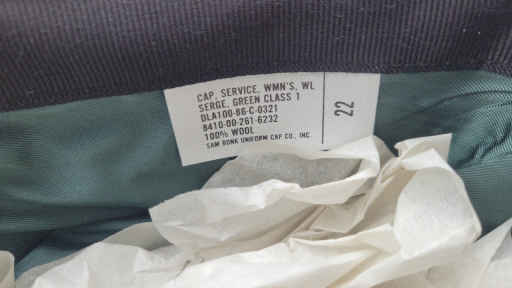 CAP, SERVICE, WMN'S, WL
SERGE, GREEN CLASS 1
DLA100-86-C-0321
8410-00-261-6232
100% WOOL
SAM BONK UNIFORM CAP CO., INC.
22